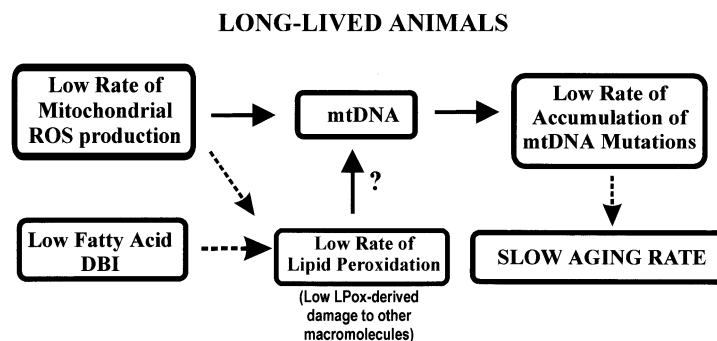 LONG-LIVED ANIMALS
Low Rate of
Mitochondrial
ROS production
mtDNA
Low Rate of
Accumulation of
mtDNA Mutations
?
Low Fatty Acid
DBI
Low Rate of
Lipid Peroxidation
(Low LPox-derived
damage to other
macromolecules)
SLOW AGING RATE